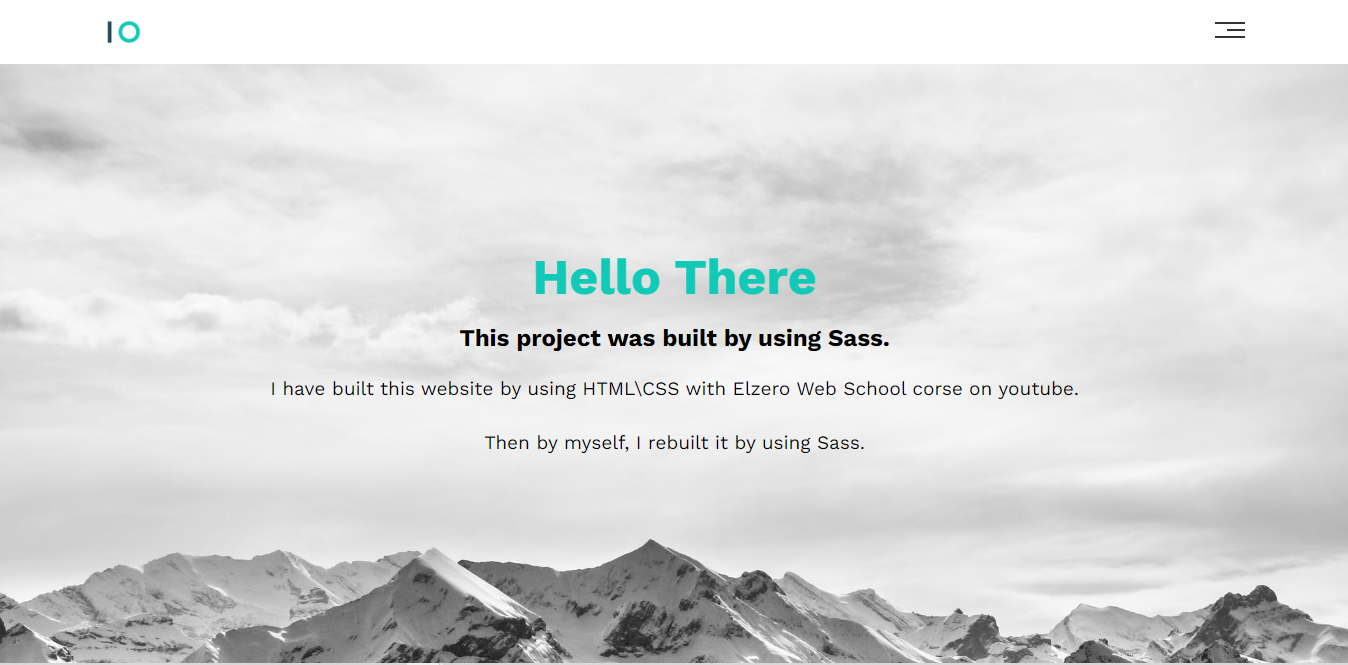 IO
Hello There
This project was built by using Sass.
I have built this website by using HTML\CSS with Elzero Web School corse on youtube.
Then by myself, I rebuilt it by using Sass.